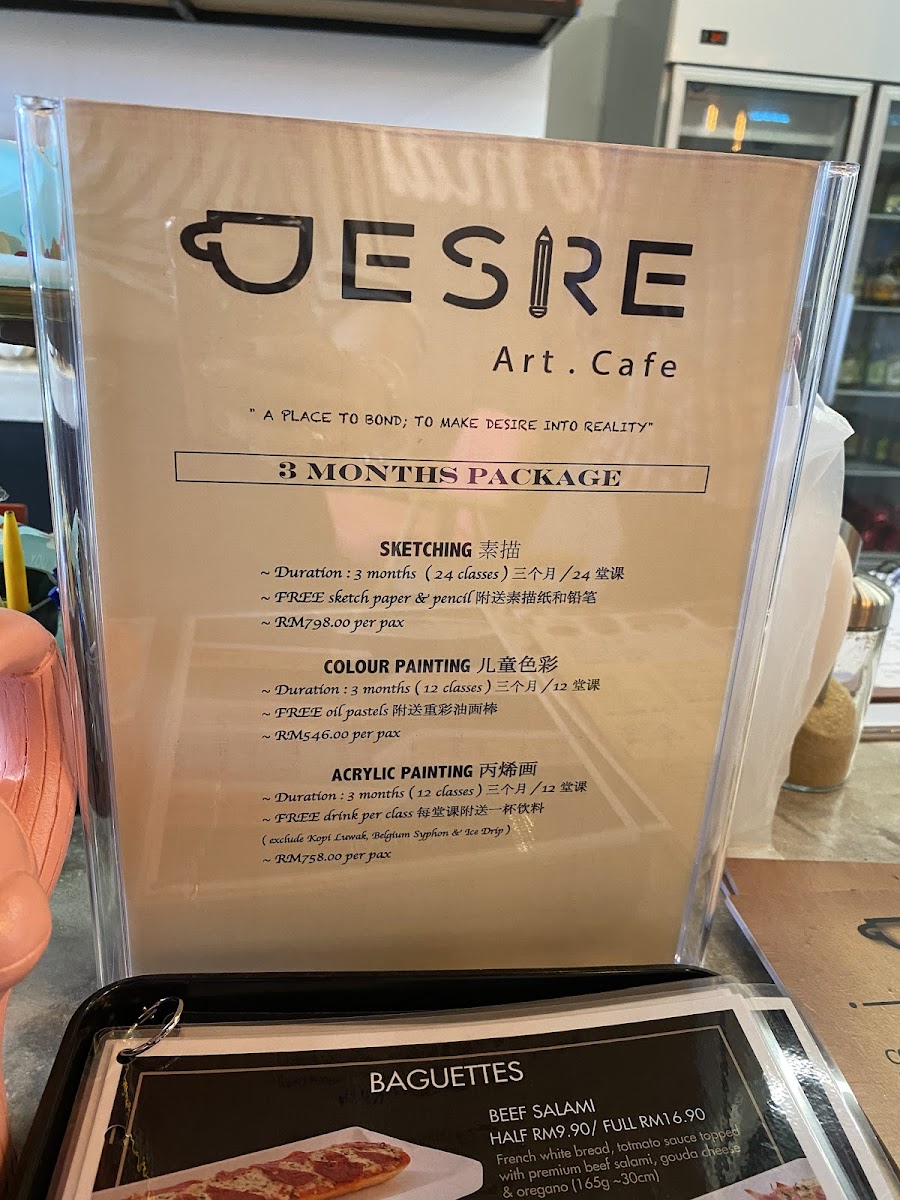 DESIRE
Art . Cafe
" A PLACE TO BOND; TO MAKE DESIRE INTO REALITY"
3 MONTHS PACKAGE
SKETCHING 素描
~ Duration : 3 months ( 24 classes ) 三个月 / 24 堂课
~ FREE sketch paper & pencil 附送素描纸和铅笔
~ RM798.00 per pax
COLOUR PAINTING 儿童色彩
~ Duration : 3 months ( 12 classes ) 三个月 / 12 堂课
~ FREE oil pastels 附送重彩油画棒
~ RM546.00 per pax
ACRYLIC PAINTING 丙烯画
~ Duration : 3 months ( 12 classes ) 三个月 / 12 堂课
~ FREE drink per class 每堂课附送一杯饮料
( exclude Kopi Luwak, Belgium Syphon & Ice Drip )
~ RM758.00 per pax
BAGUETTES
BEEF SALAMI
HALF RM9.90/ FULL RM16.90
French white bread, totmato sauce topped
with premium beef salami, gouda cheese
& oregano (165g ~30cm)